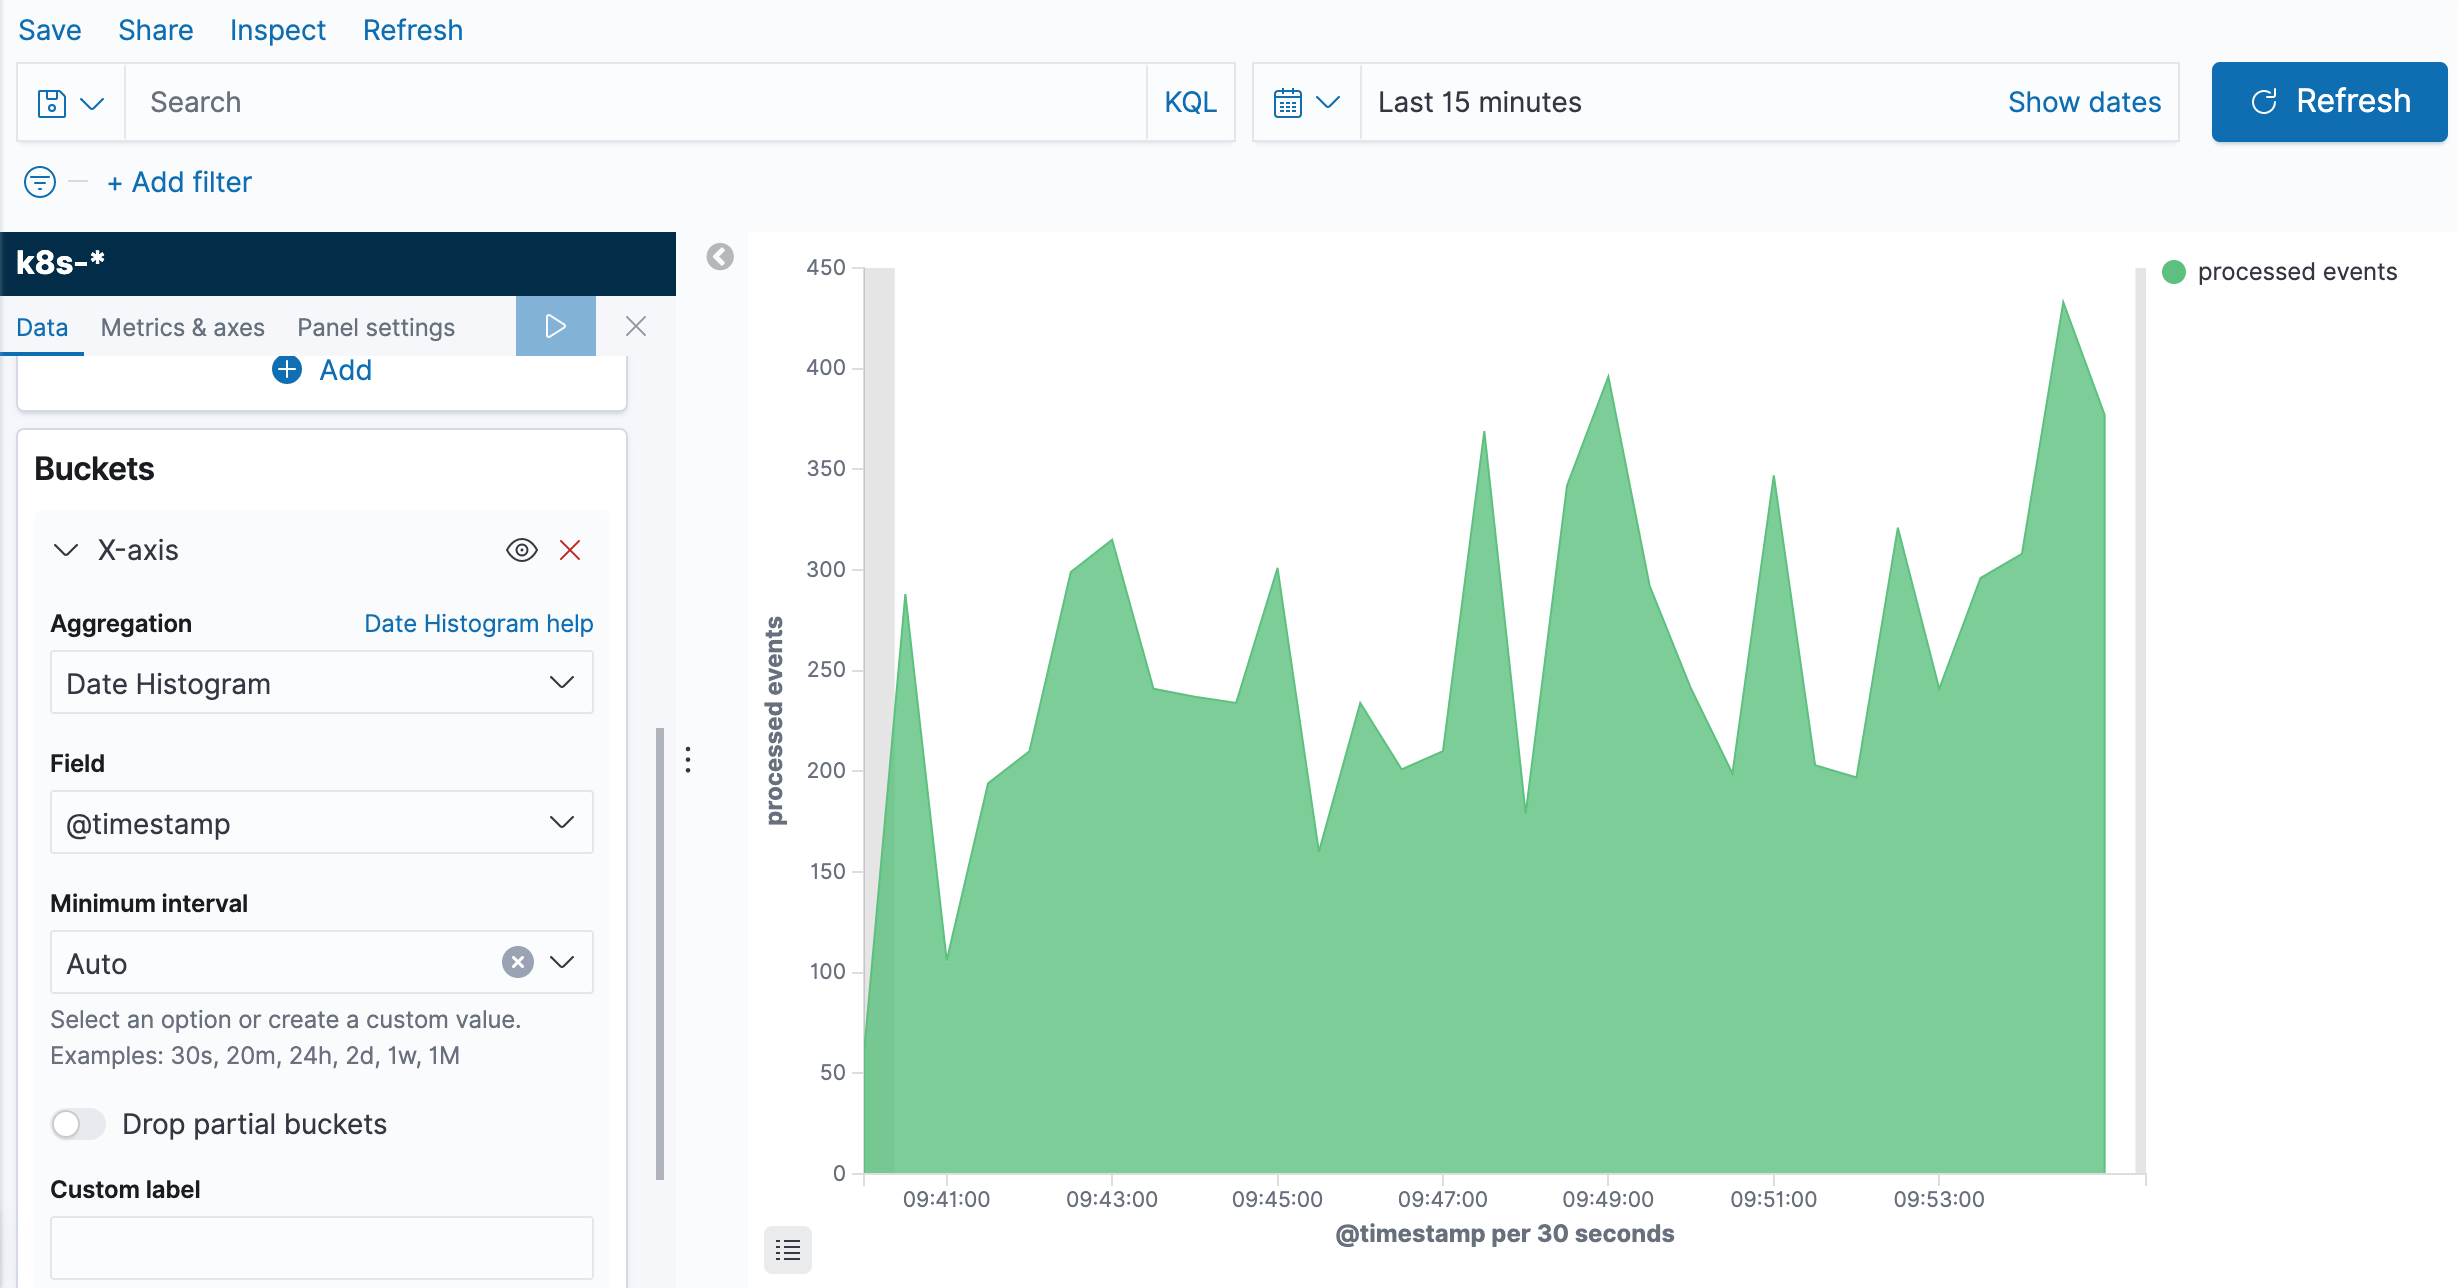 Save Share Inspect Refresh
Search KQL Last 15 minutes Show dates Refresh
+ Add filter
k8s-*
Data Metrics & axes Panel settings
Add
Buckets
X-axis
Aggregation Date Histogram help
Date Histogram
Field
@timestamp
Minimum interval
Auto
Select an option or create a custom value.
Examples: 30s, 20m, 24h, 2d, 1w, 1M
Drop partial buckets
Custom label
processed events
450
400
350
300
250
200
150
100
50
0
09:41:00 09:43:00 09:45:00 09:47:00 09:49:00 09:51:00 09:53:00
@timestamp per 30 seconds
processed events